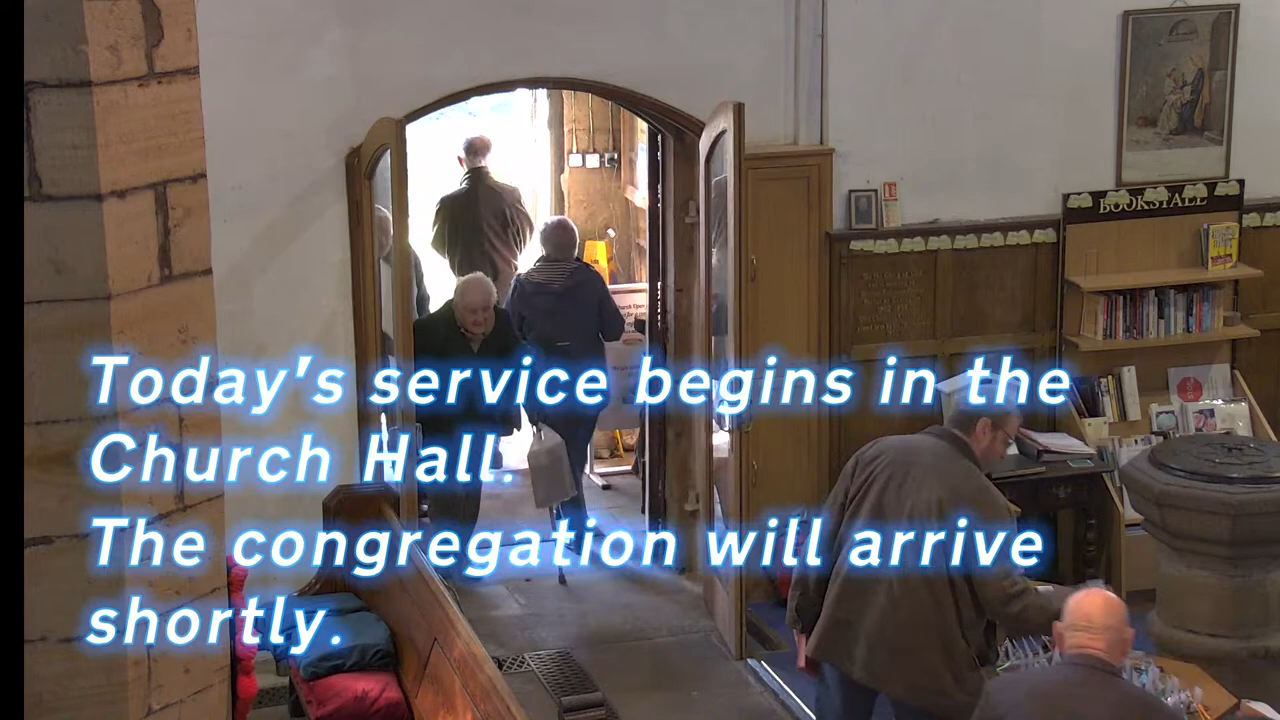 BOOKSTALL
Today's service begins in the
Church Hall.
The congregation will arrive
shortly.